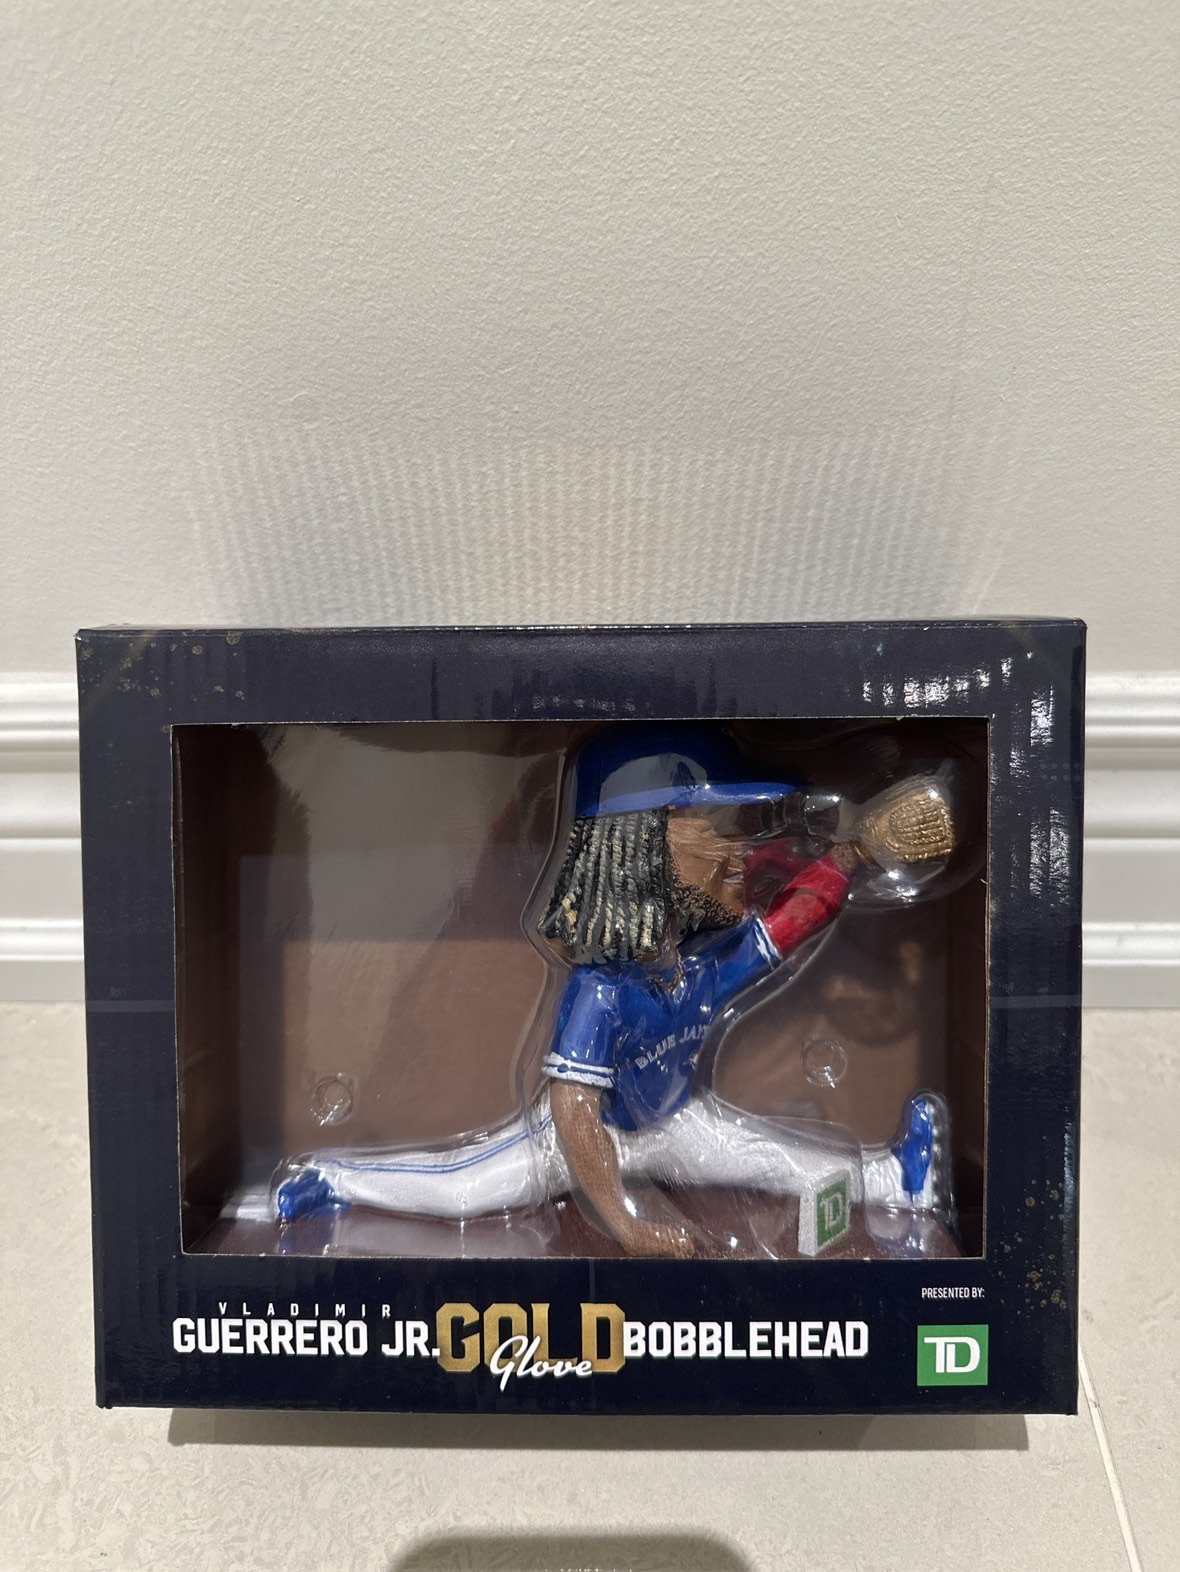 BLUE JAYS
TD
PRESENTED BY:
VLADIMIR
GUERRERO JR. GOLD Glove BOBBLEHEAD
TD